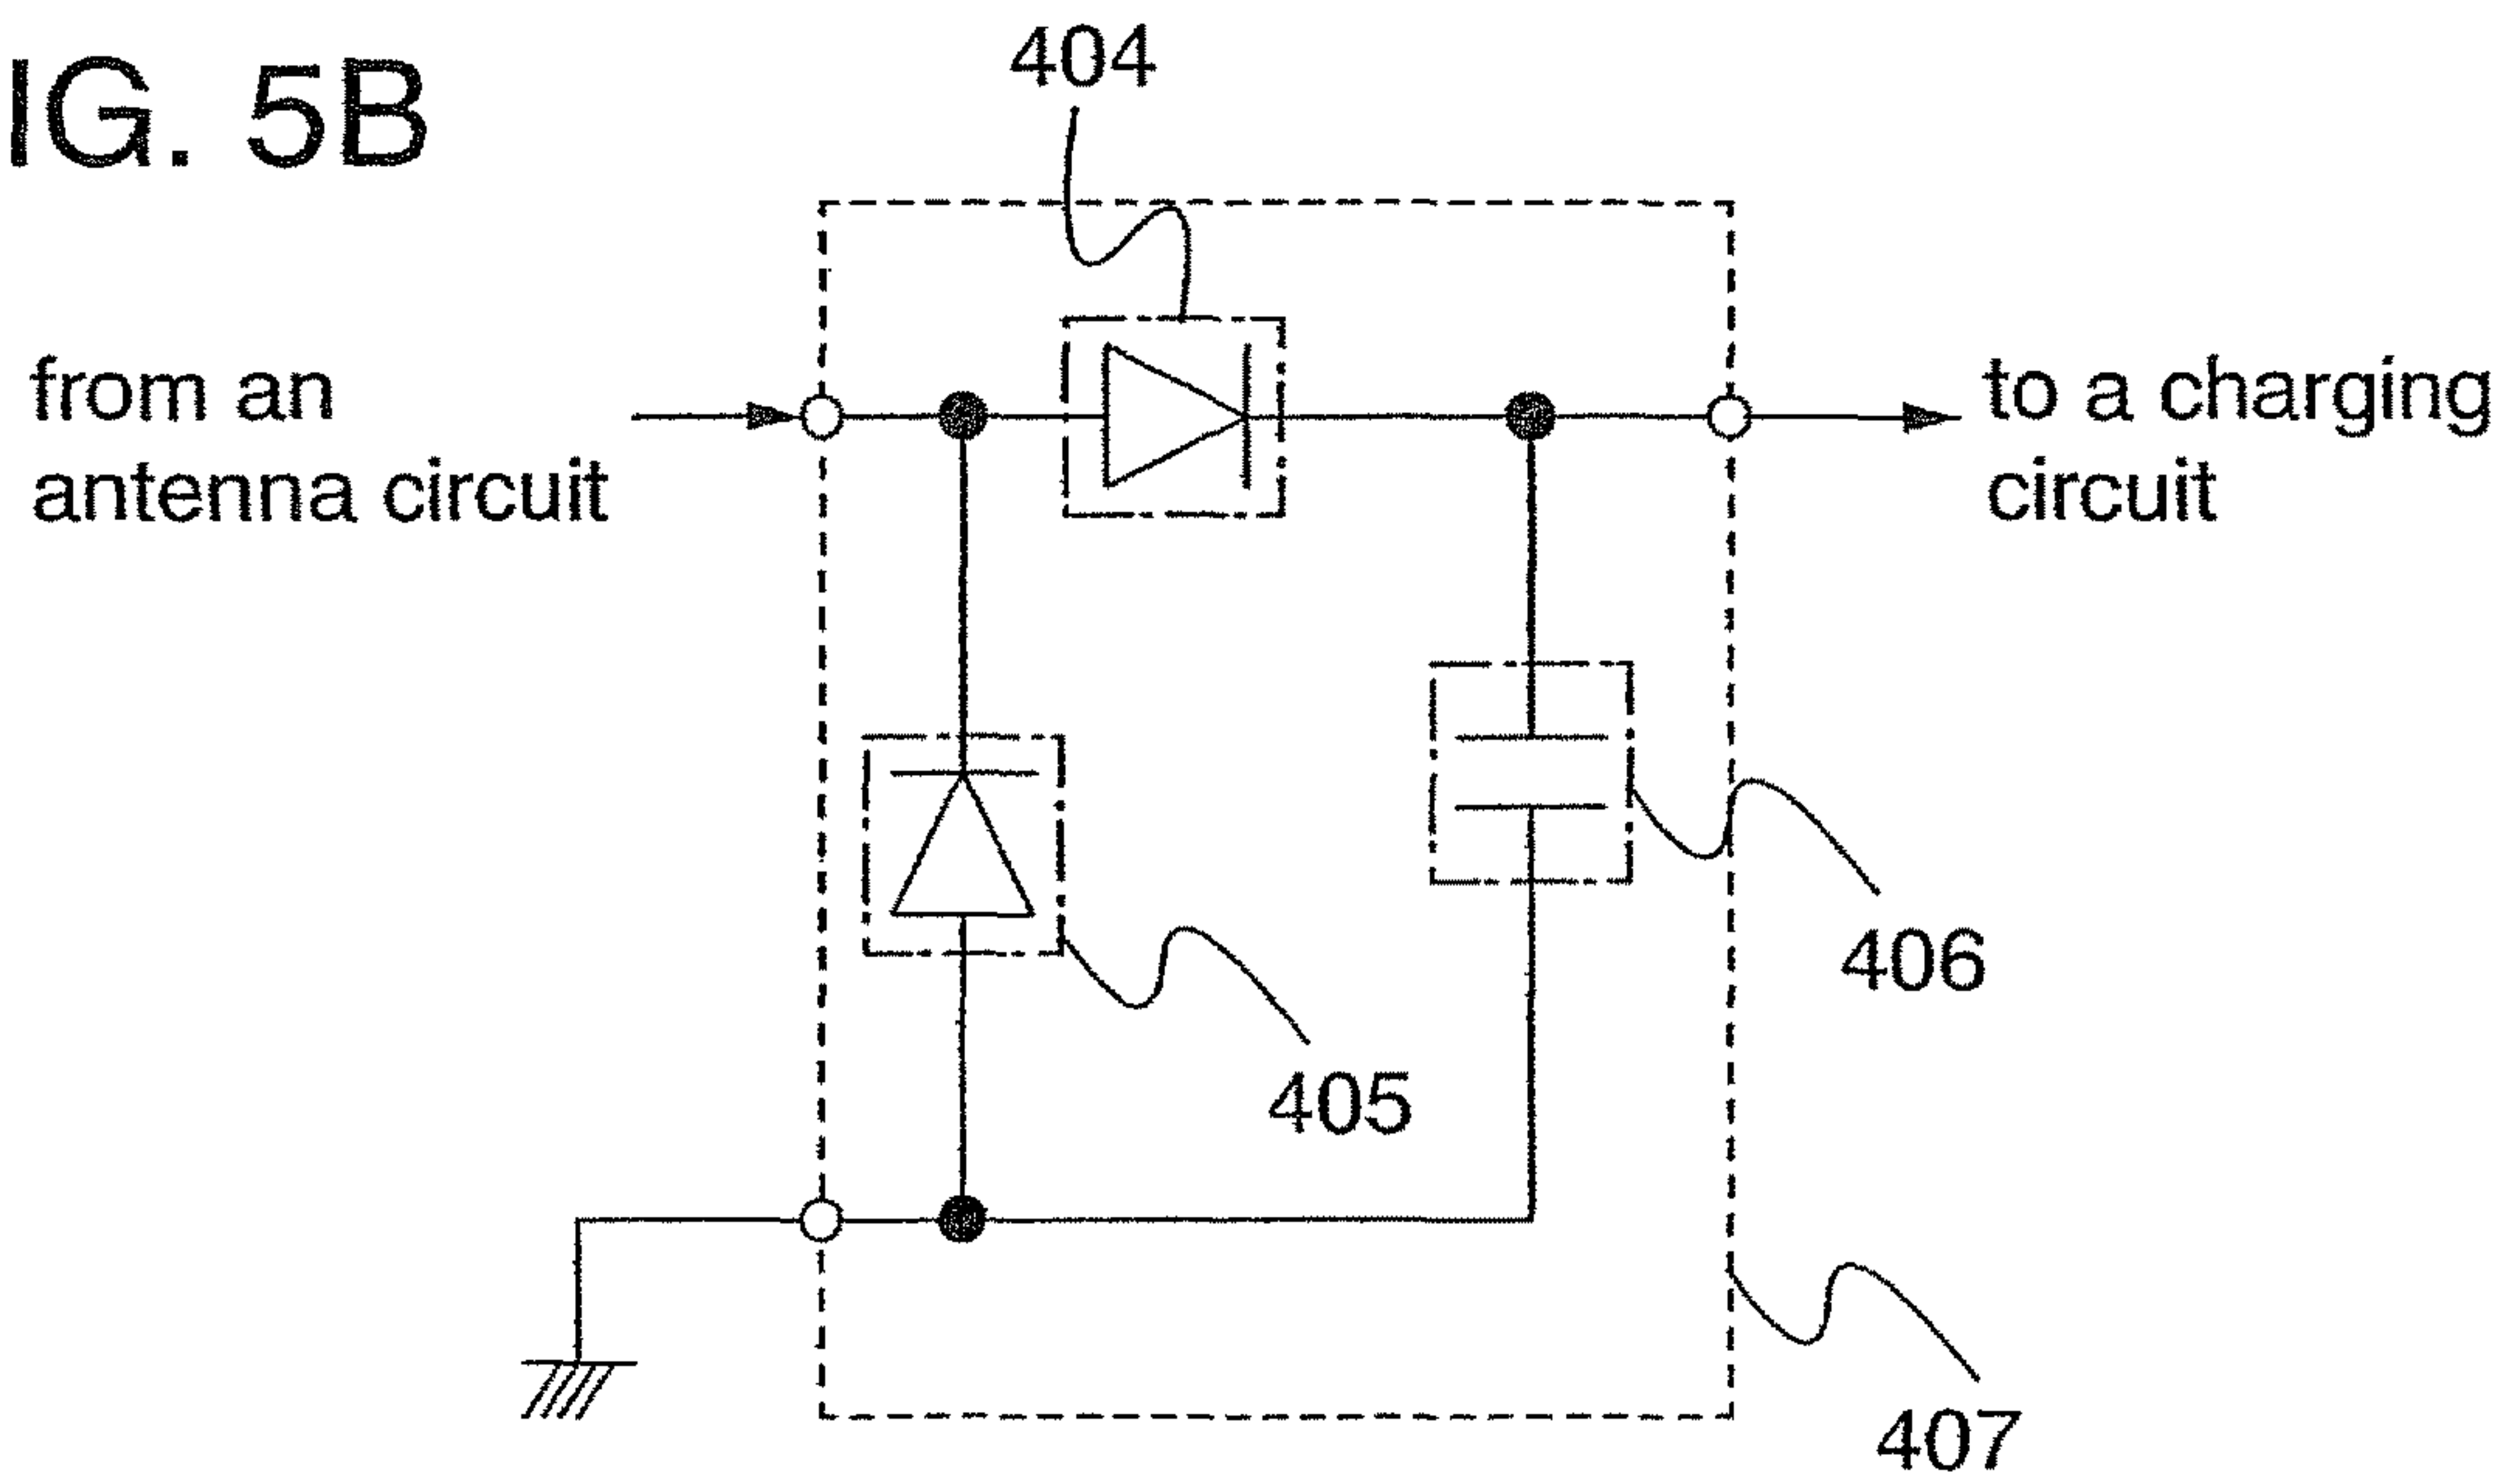 IG. 5B
404
from an
antenna circuit
to a charging
circuit
406
405
407